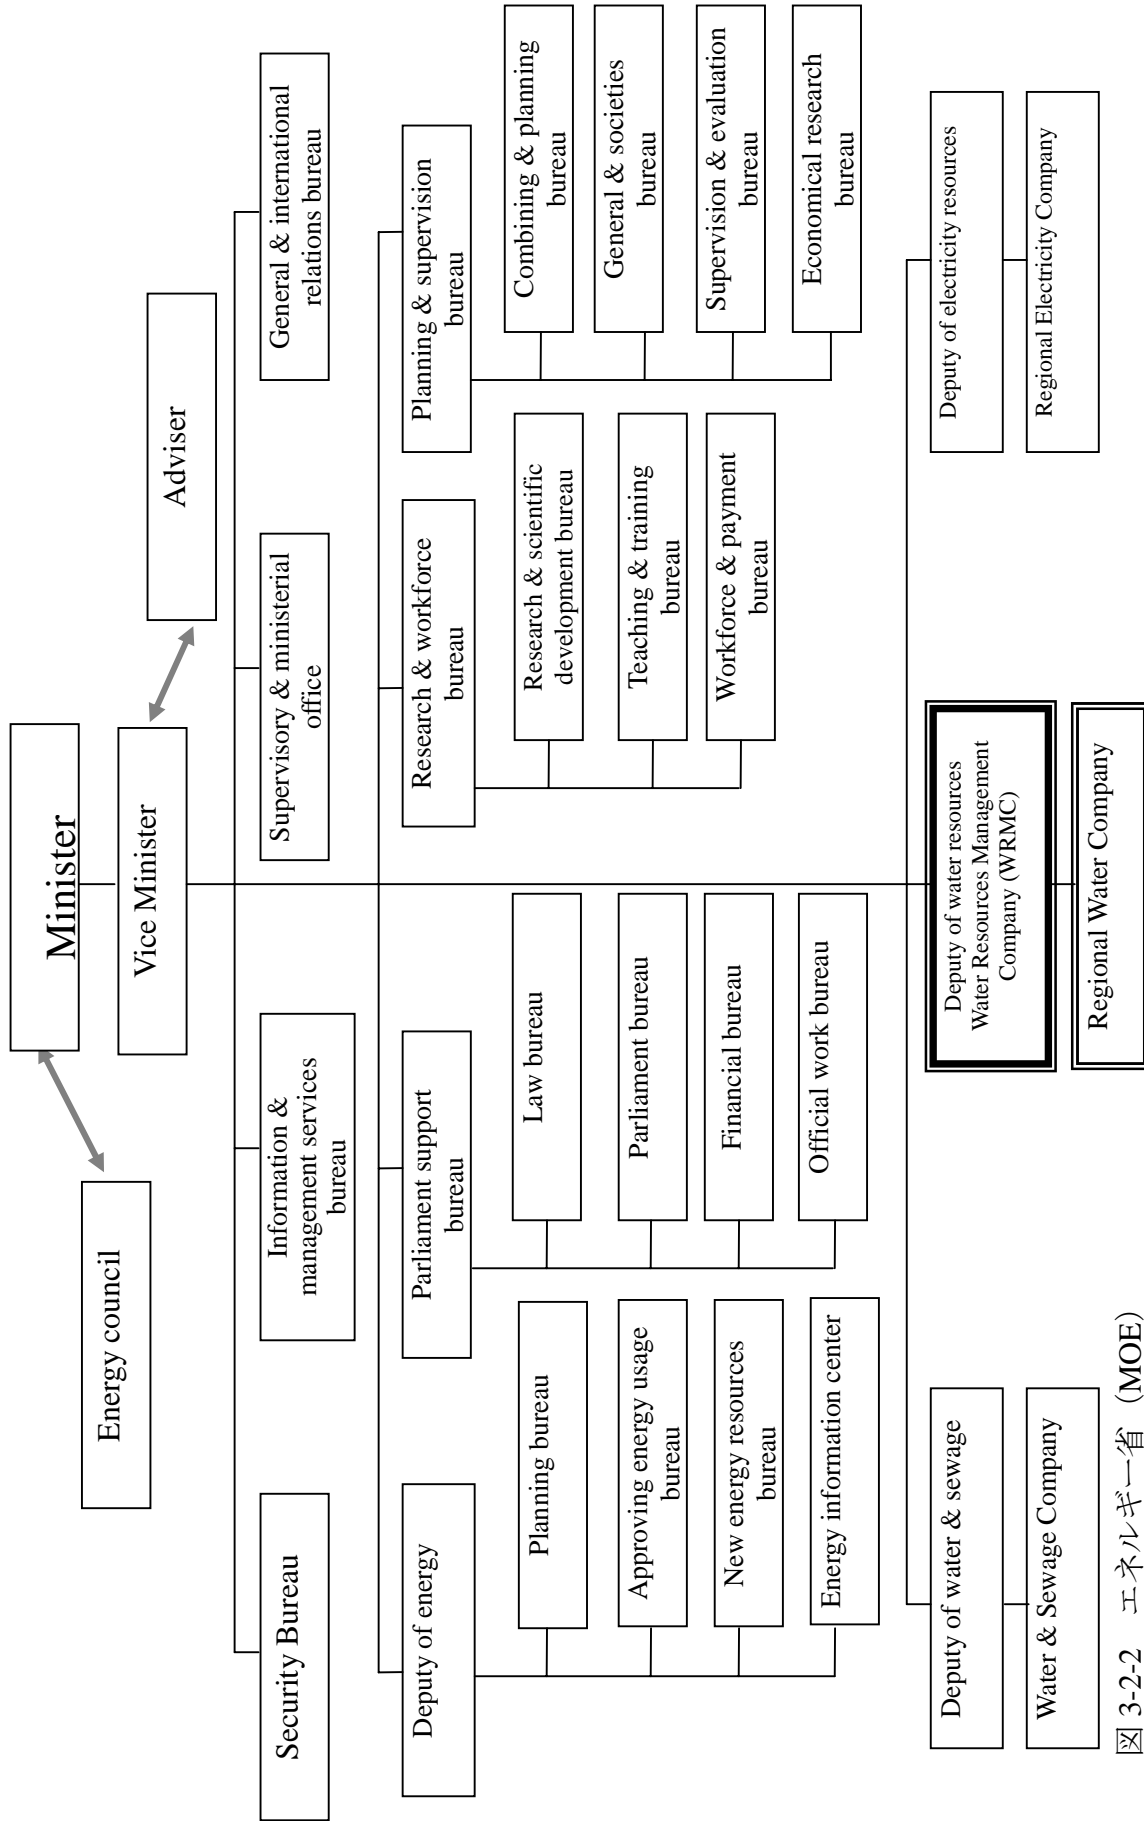 Minister
Energy council
Vice Minister
Adviser
Security Bureau
Information &
management services
bureau
Supervisory & ministerial
office
General & international
relations bureau
Deputy of energy
Planning bureau
Approving energy usage
bureau
New energy resources
bureau
Energy information center
Parliament support
bureau
Law bureau
Parliament bureau
Financial bureau
Official work bureau
Research & workforce
bureau
Research & scientific
development bureau
Teaching & training
bureau
Workforce & payment
bureau
Planning & supervision
bureau
Combining & planning
bureau
General & societies
bureau
Supervision & evaluation
bureau
Economical research
bureau
Deputy of water & sewage
Water & Sewage Company
Deputy of water resources
Water Resources Management
Company (WRMC)
Regional Water Company
Deputy of electricity resources
Regional Electricity Company
図 3-2-2 エネルギー省 (MOE)